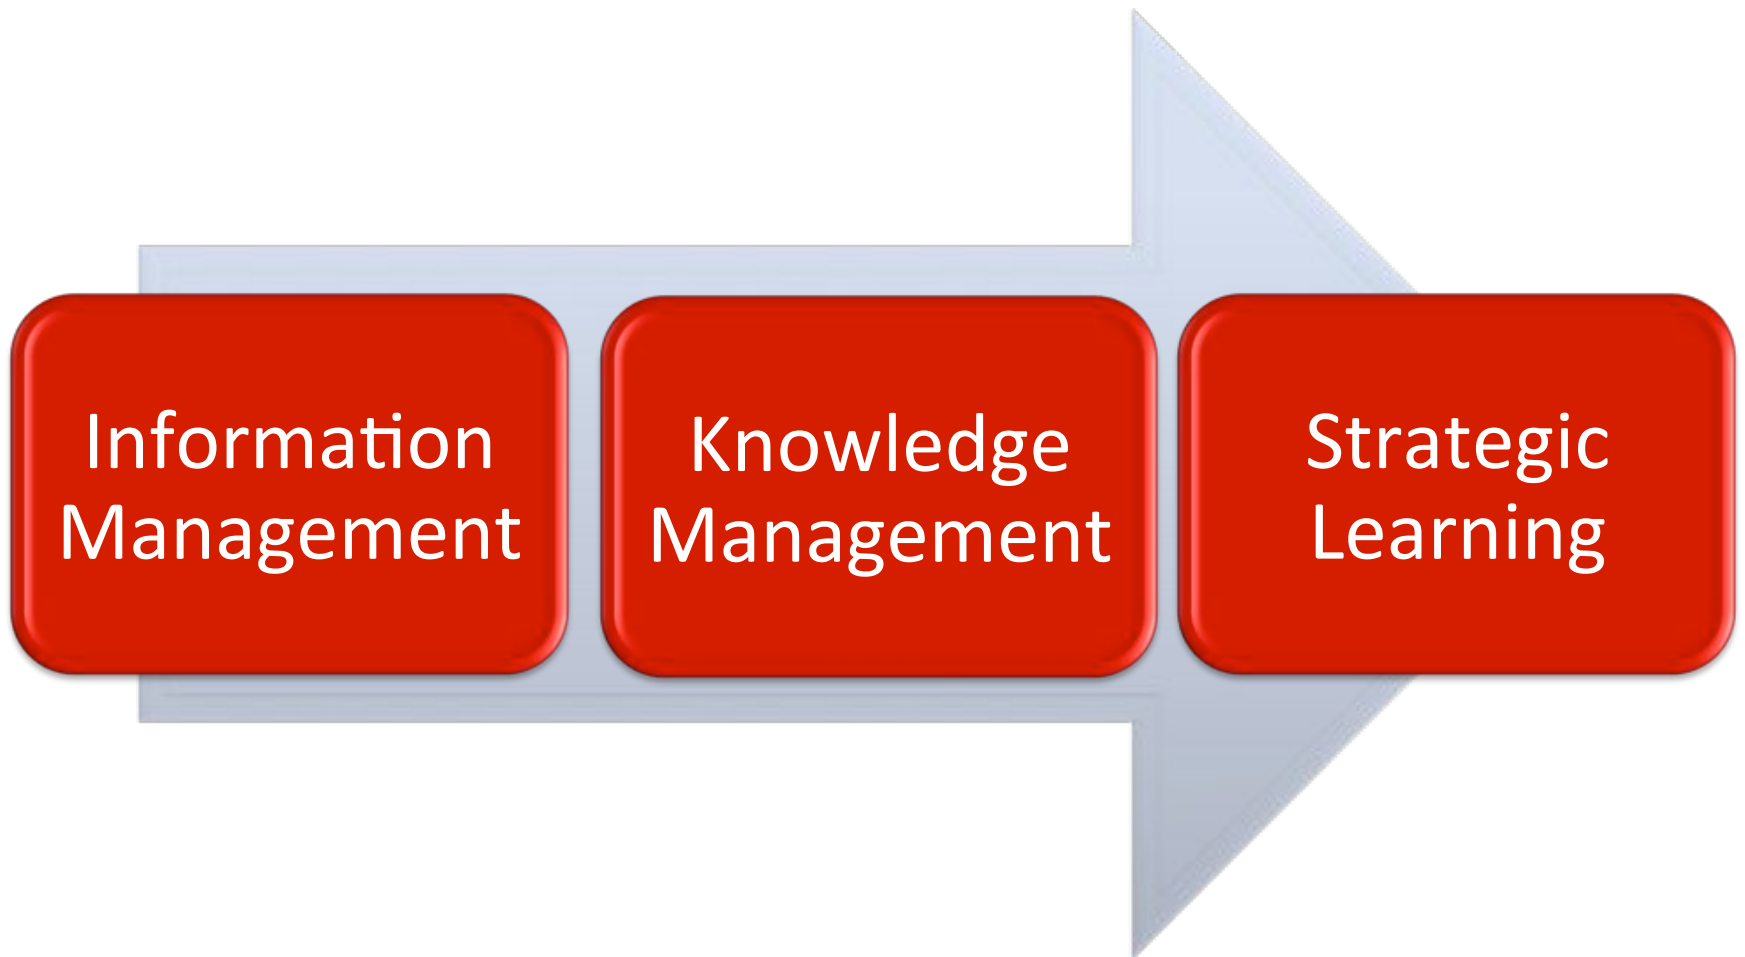 Information
Management
Knowledge
Management
Strategic
Learning